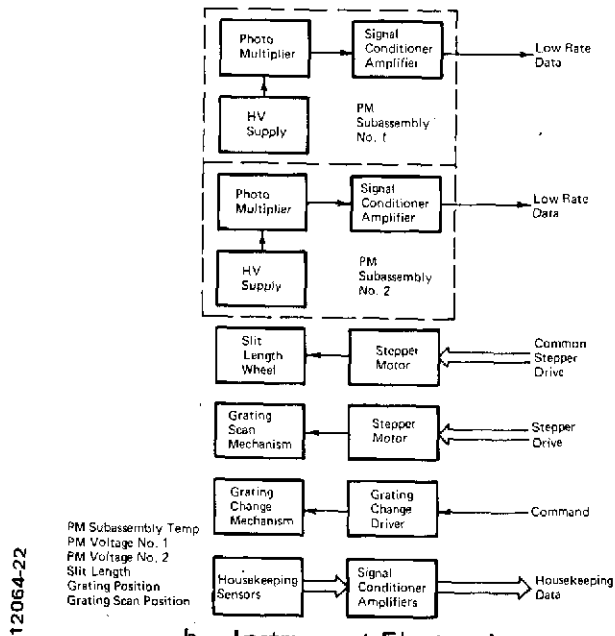 Photo
Multiplier
Signal
Conditioner
Amplifier
Low Rate
Data
HV
Supply
PM
Subassembly
No. 1
Photo
Multiplier
Signal
Conditioner
Amplifier
Low Rate
Data
HV
Supply
PM
Subassembly
No. 2
Slit
Length
Wheel
Stepper
Motor
Common
Stepper
Drive
Grating
Scan
Mechanism
Stepper
Motor
Stepper
Drive
Grating
Change
Mechanism
Grating
Change
Driver
Command
PM Subassembly Temp
PM Voltage No. 1
PM Voltage No. 2
Slit Length
Grating Position
Grating Scan Position
Housekeeping
Sensors
Signal
Conditioner
Amplifiers
Housekeeping
Data
12064-22